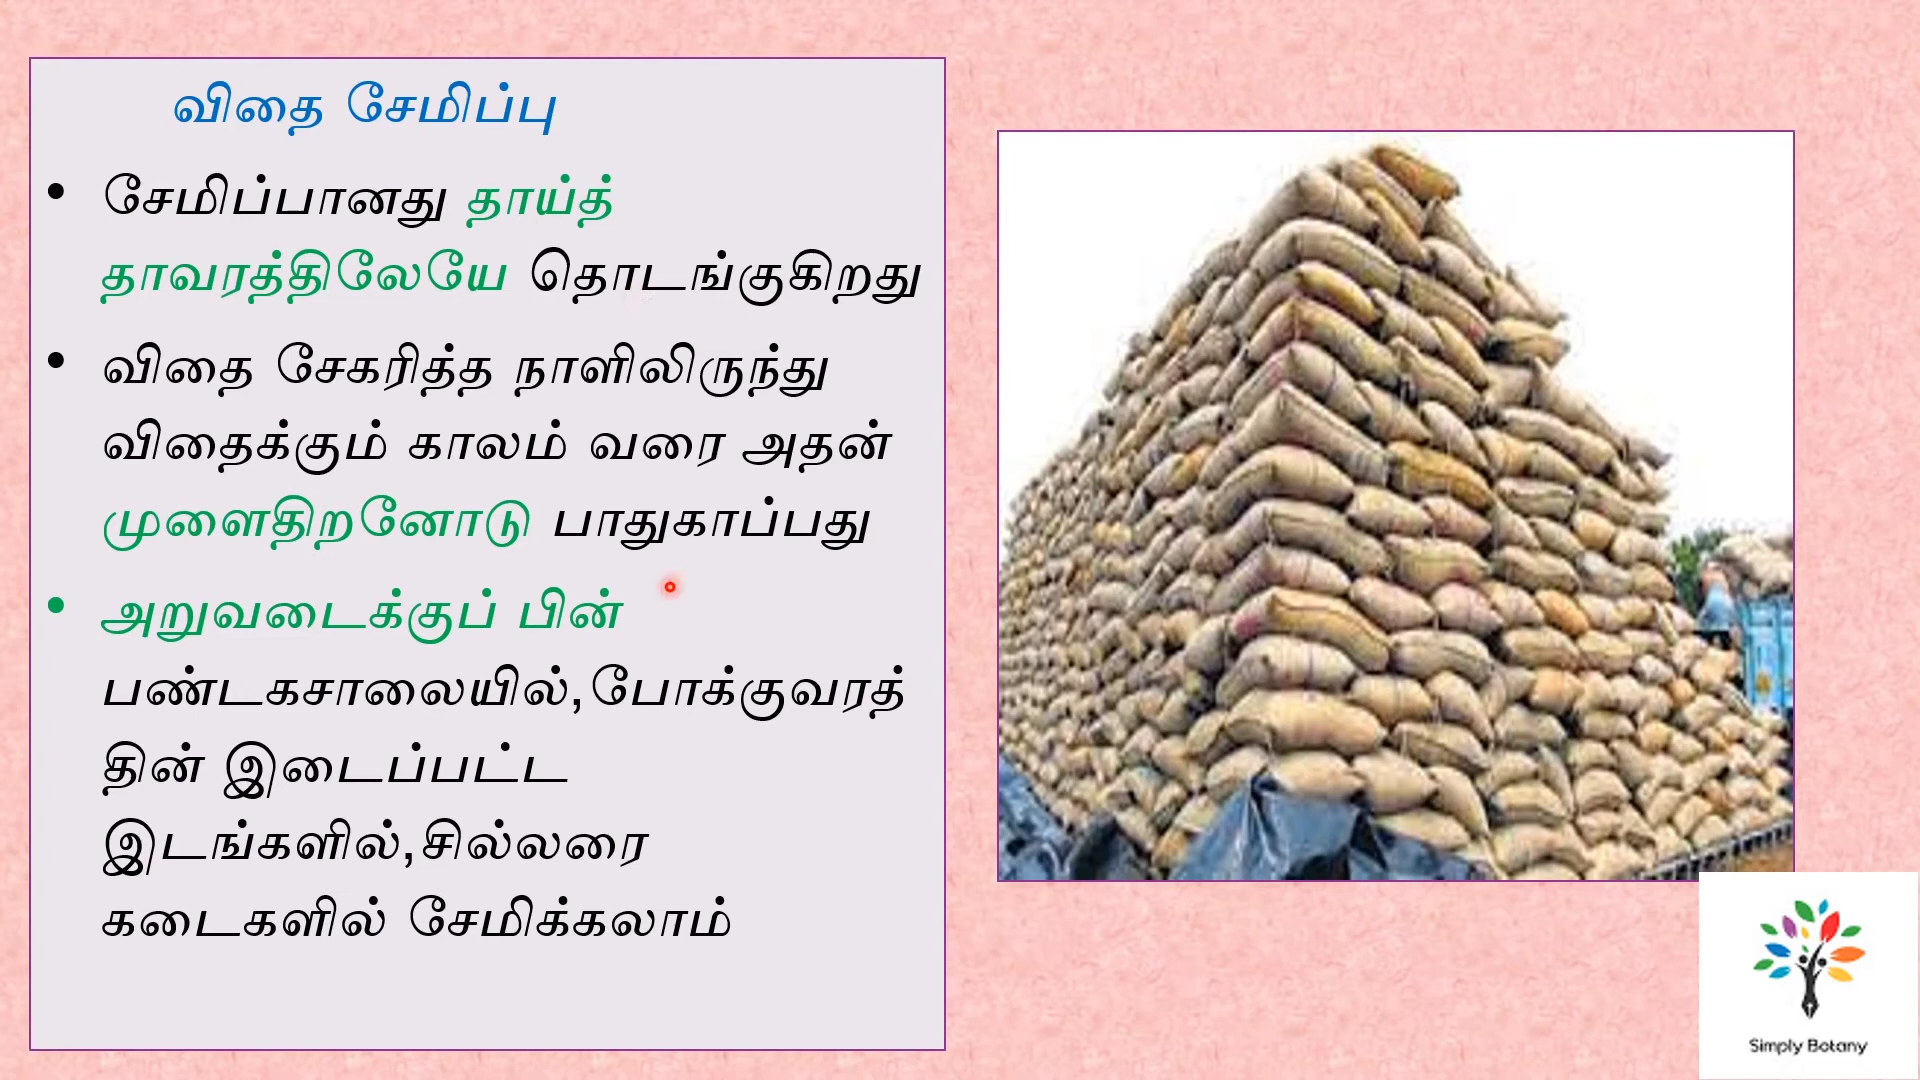 விதை சேமிப்பு
• சேமிப்பானது தாய்த்
தாவரத்திலேயே தொடங்குகிறது
• விதை சேகரித்த நாளிலிருந்து
விதைக்கும் காலம் வரை அதன்
முளைதிறனோடு பாதுகாப்பது
• அறுவடைக்குப் பின்
பண்டகசாலையில்,போக்குவரத்
தின் இடைப்பட்ட
இடங்களில்,சில்லரை
கடைகளில் சேமிக்கலாம்
Simply Botany